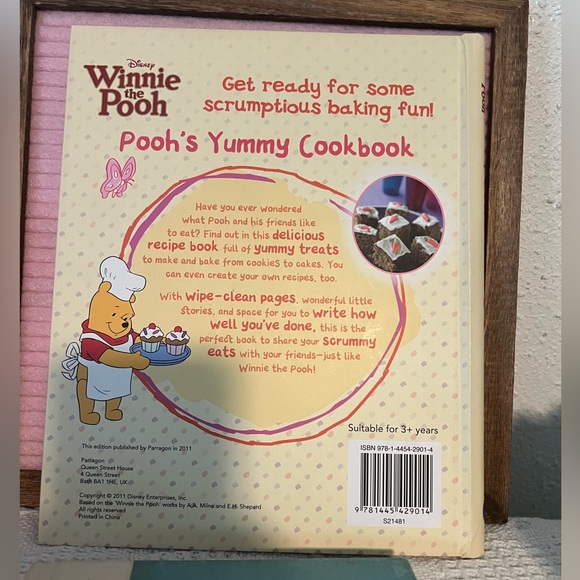 Disney
Winnie
the
Pooh
Get ready for some
scrumptious baking fun!
Pooh's Yummy Cookbook
Have you ever wondered
what Pooh and his friends like
to eat? Find out in this delicious
recipe book full of yummy treats
to make and bake from cookies to cakes. You
can even create your own recipes, too.
With wipe-clean pages, wonderful little
stories, and space for you to write how
well you've done, this is the
perfect book to share your scrummy
eats with your friends—just like
Winnie the Pooh!
Suitable for 3+ years
This edition published by Parragon in 2011
Parragon
Queen Street House
4 Queen Street
Bath BA1 1HE, UK
Copyright © 2011 Disney Enterprises, Inc.
Based on the 'Winnie the Pooh' works by A.A. Milne and E.H. Shepard
All rights reserved
Printed in China
ISBN 978-1-4454-2901-4
9 781445 429014
S21481